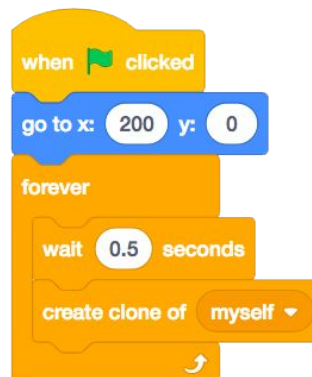 when clicked
go to x: 200 y: 0
forever
wait 0.5 seconds
create clone of myself